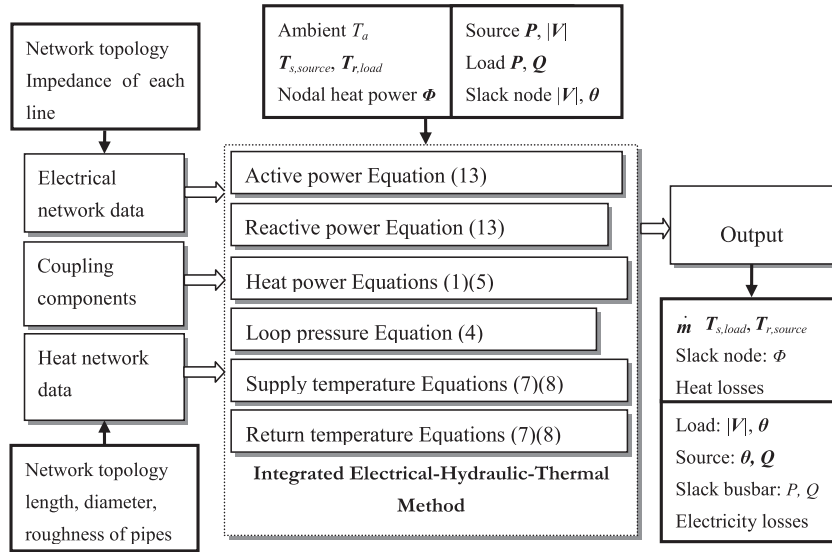 Network topology
Impedance of each
line
Ambient Tₐ
T_s,source, T_r,load
Nodal heat power Φ
Source P, |V|
Load P, Q
Slack node |V|, θ
Electrical
network data
Coupling
components
Heat network
data
Network topology
length, diameter,
roughness of pipes
Active power Equation (13)
Reactive power Equation (13)
Heat power Equations (1)(5)
Loop pressure Equation (4)
Supply temperature Equations (7)(8)
Return temperature Equations (7)(8)
Integrated Electrical-Hydraulic-Thermal
Method
Output
ṁ T_s,load, T_r,source
Slack node: Φ
Heat losses
Load: |V|, θ
Source: θ, Q
Slack busbar: P, Q
Electricity losses